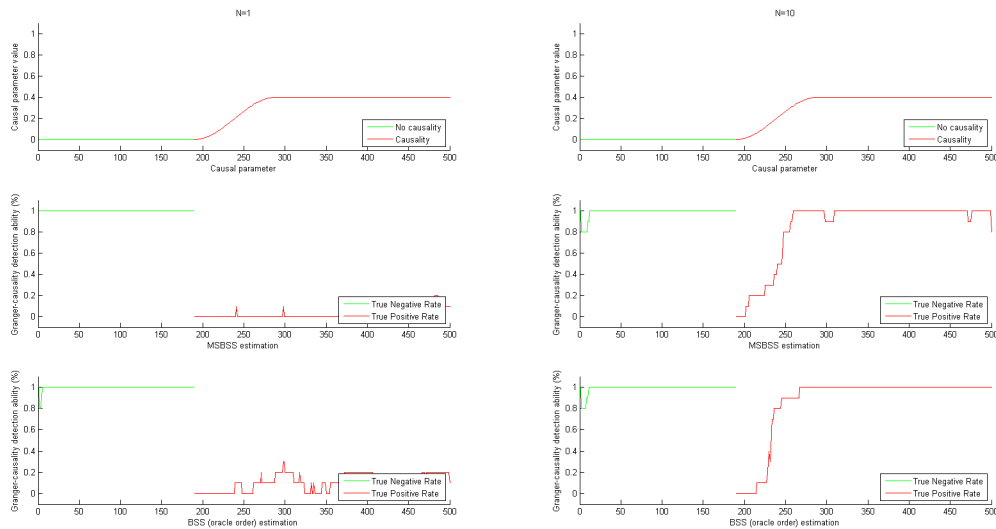 N=1
Causal parameter value
1
0.8
0.6
0.4
0.2
0
0 50 100 150 200 250 300 350 400 450 500
No causality
Causality
Causal parameter
Granger-causality detection ability (%)
1
0.8
0.6
0.4
0.2
0
0 50 100 150 200 250 300 350 400 450 500
True Negative Rate
True Positive Rate
MSBSS estimation
Granger-causality detection ability (%)
1
0.8
0.6
0.4
0.2
0
0 50 100 150 200 250 300 350 400 450 500
True Negative Rate
True Positive Rate
BSS (oracle order) estimation
N=10
Causal parameter value
1
0.8
0.6
0.4
0.2
0
0 50 100 150 200 250 300 350 400 450 500
No causality
Causality
Causal parameter
Granger-causality detection ability (%)
1
0.8
0.6
0.4
0.2
0
0 50 100 150 200 250 300 350 400 450 500
True Negative Rate
True Positive Rate
MSBSS estimation
Granger-causality detection ability (%)
1
0.8
0.6
0.4
0.2
0
0 50 100 150 200 250 300 350 400 450 500
True Negative Rate
True Positive Rate
BSS (oracle order) estimation